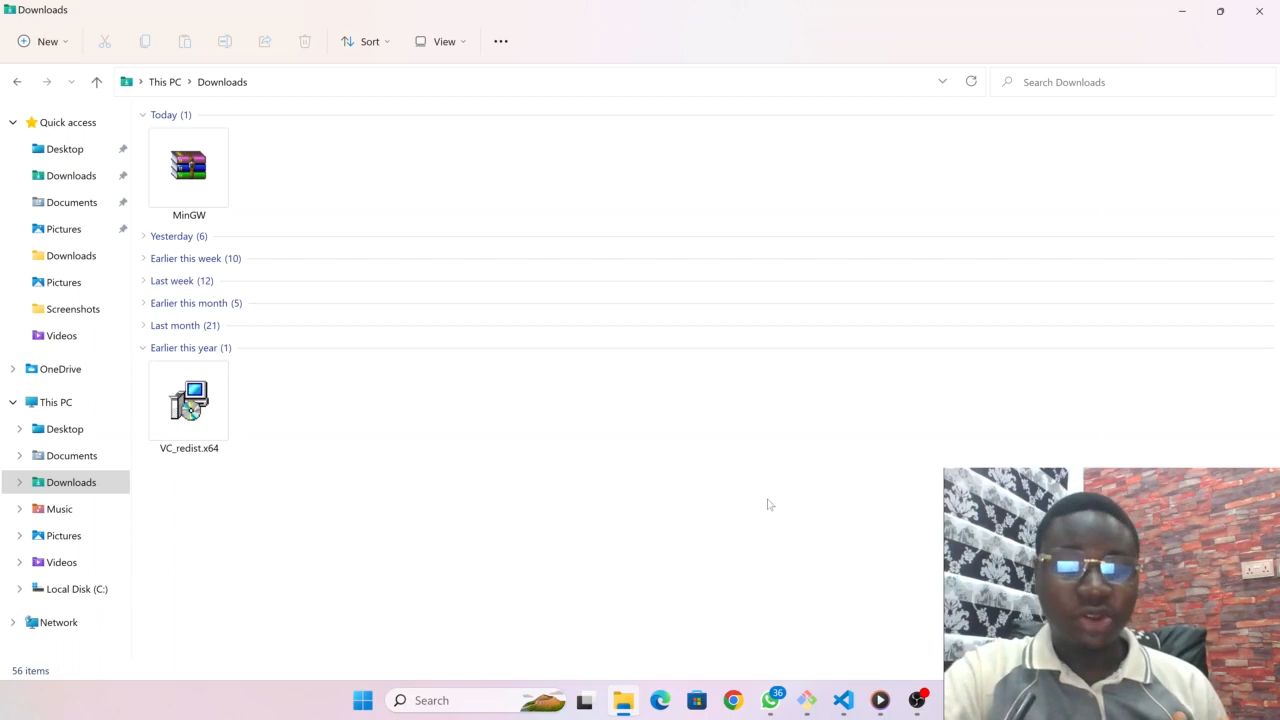 Downloads
New
Sort
View
This PC
Downloads
Search Downloads
Quick access
Desktop
Downloads
Documents
Pictures
Downloads
Pictures
Screenshots
Videos
OneDrive
This PC
Desktop
Documents
Downloads
Music
Pictures
Videos
Local Disk (C:)
Network
Today (1)
MinGW
Yesterday (6)
Earlier this week (10)
Last week (12)
Earlier this month (5)
Last month (21)
Earlier this year (1)
VC_redist.x64
56 items
Search
36